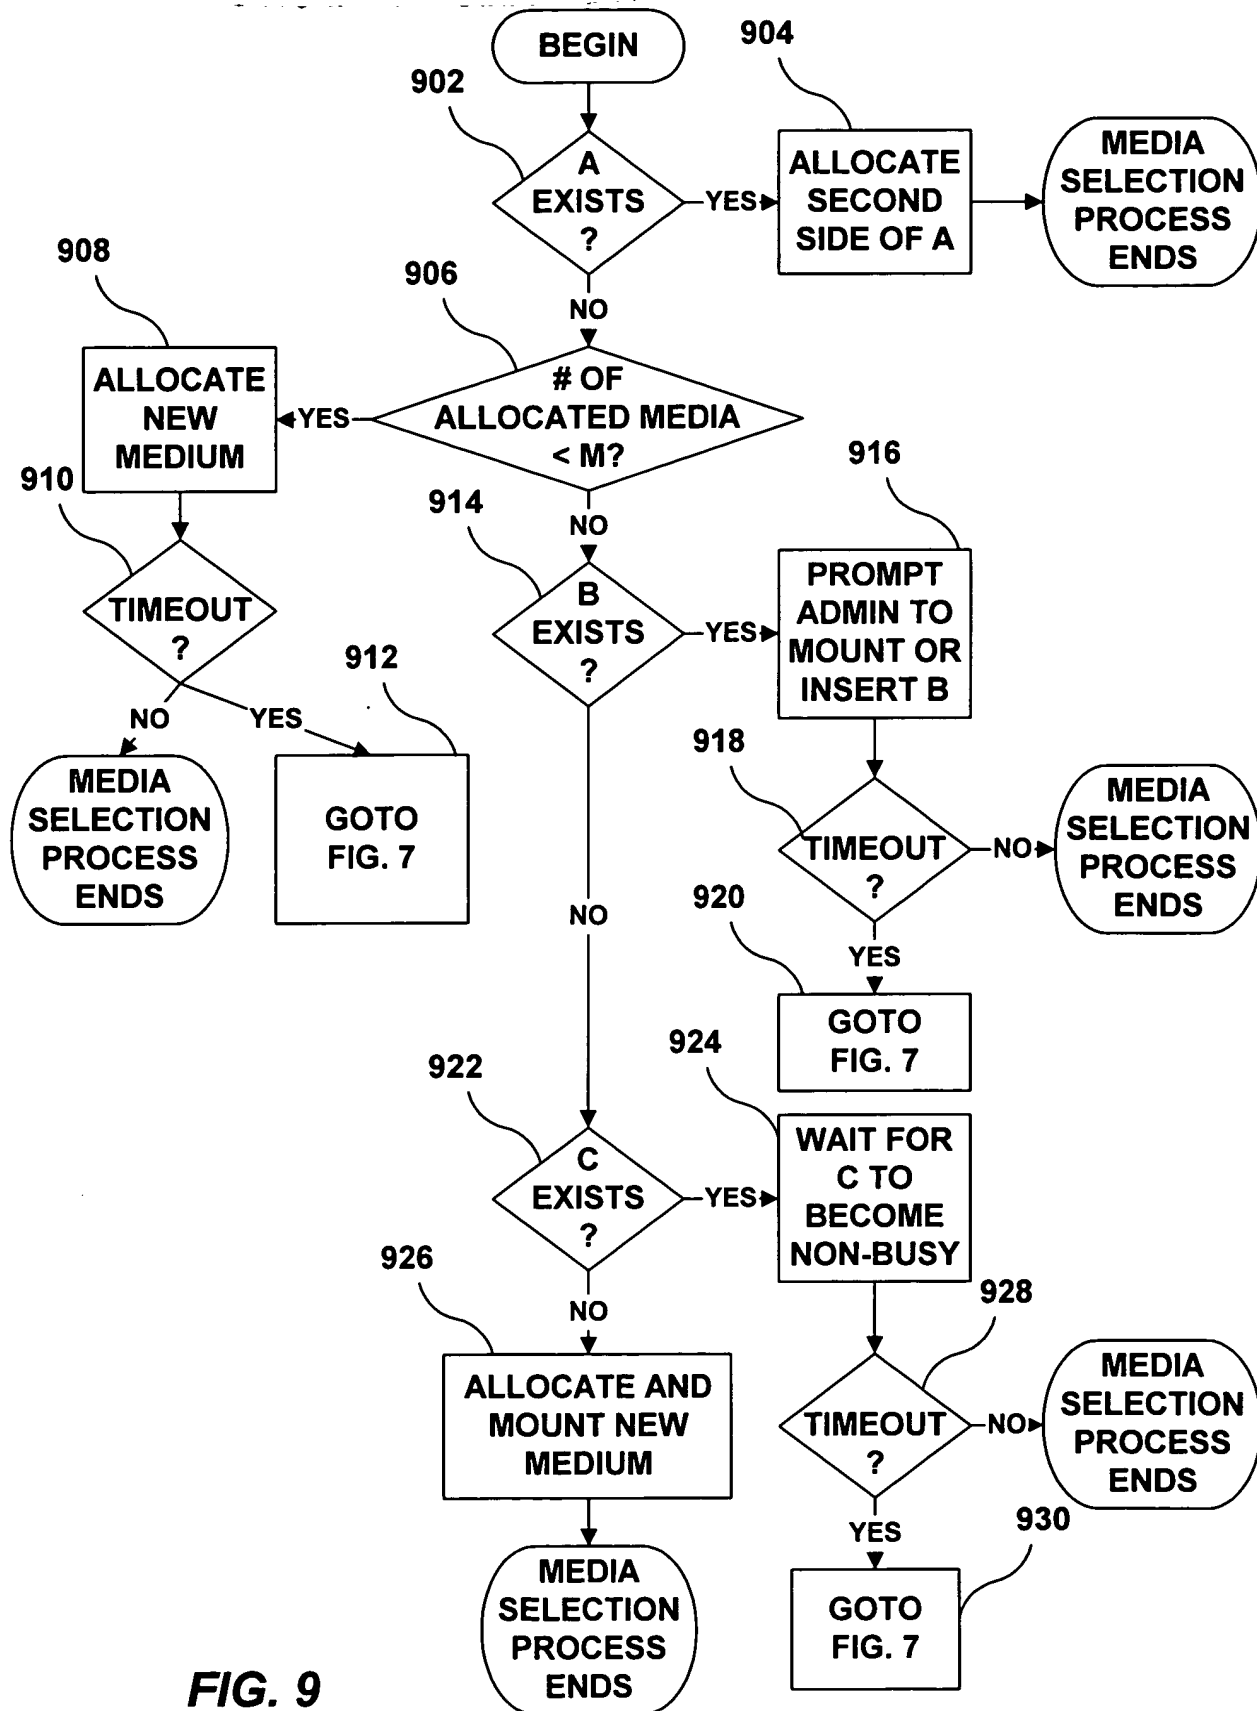 BEGIN
902
A
EXISTS
?
YES
904
ALLOCATE
SECOND
SIDE OF A
MEDIA
SELECTION
PROCESS
ENDS
NO
906
# OF
ALLOCATED MEDIA
< M?
YES
908
ALLOCATE
NEW
MEDIUM
910
TIMEOUT
?
NO
MEDIA
SELECTION
PROCESS
ENDS
YES
912
GOTO
FIG. 7
NO
914
B
EXISTS
?
YES
916
PROMPT
ADMIN TO
MOUNT OR
INSERT B
918
TIMEOUT
?
NO
MEDIA
SELECTION
PROCESS
ENDS
YES
920
GOTO
FIG. 7
NO
922
C
EXISTS
?
YES
924
WAIT FOR
C TO
BECOME
NON-BUSY
928
TIMEOUT
?
NO
MEDIA
SELECTION
PROCESS
ENDS
YES
930
GOTO
FIG. 7
NO
926
ALLOCATE AND
MOUNT NEW
MEDIUM
MEDIA
SELECTION
PROCESS
ENDS
FIG. 9